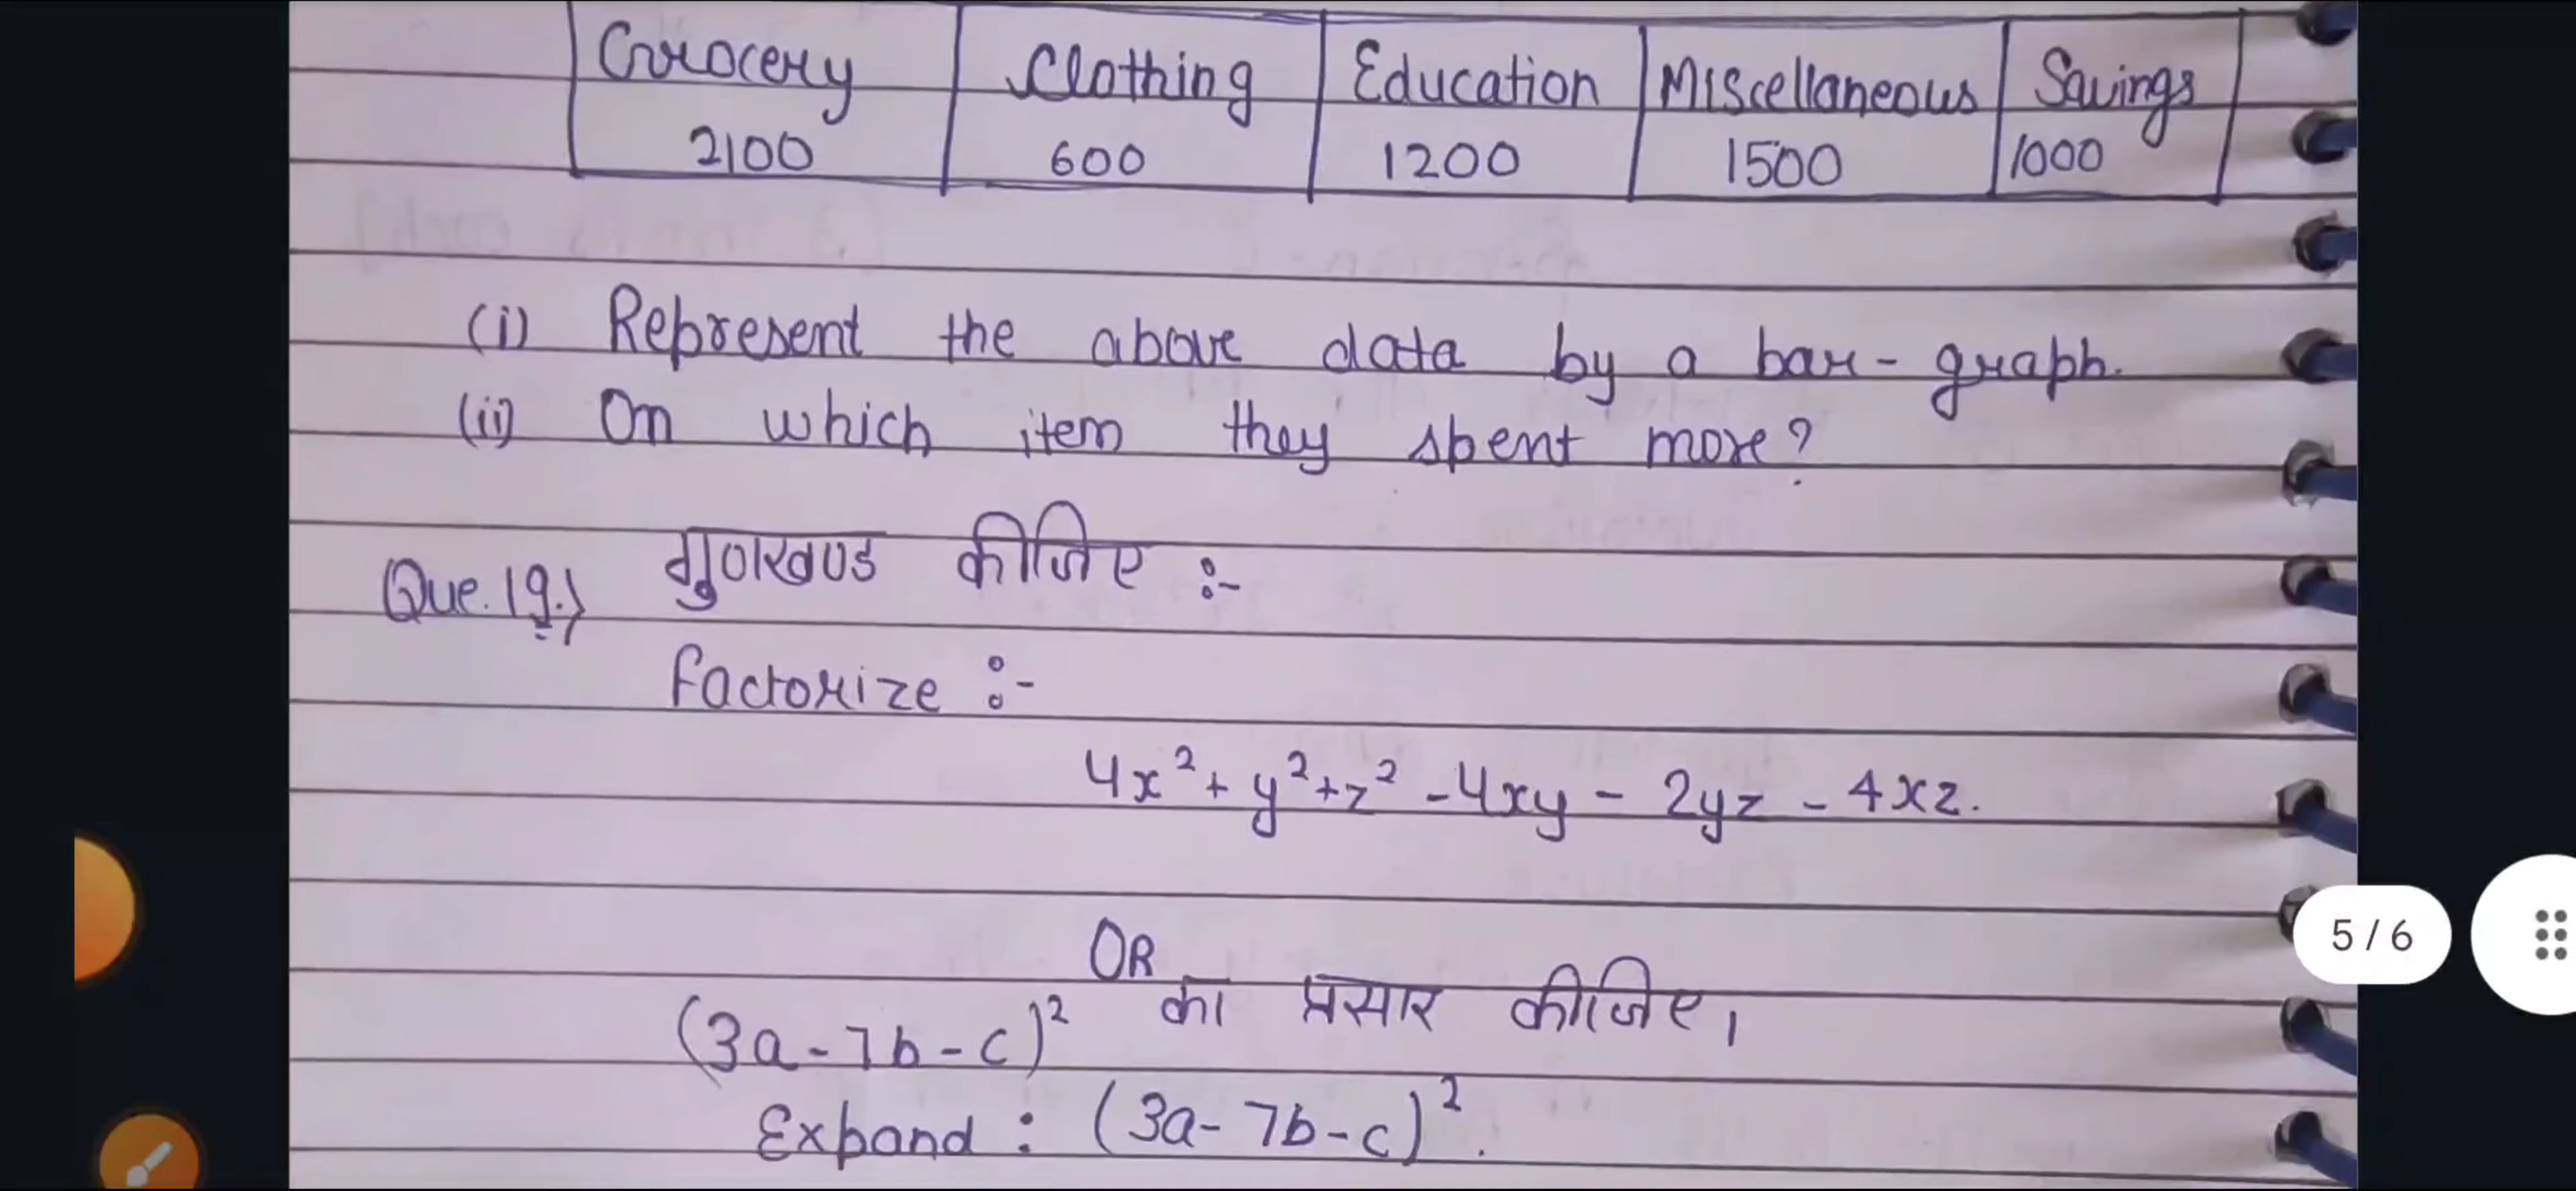 Grocery Clothing Education Miscellaneous Savings
2100 600 1200 1500 1000
(i) Represent the above data by a bar-graph.
(ii) On which item they spent more?
Que.19.) गुणखण्ड कीजिए :-
Factorize :-
4x² + y² + z² - 4xy - 2yz - 4xz.
OR
(3a-7b-c)² का प्रसार कीजिए।
Expand : (3a-7b-c)².
5 / 6